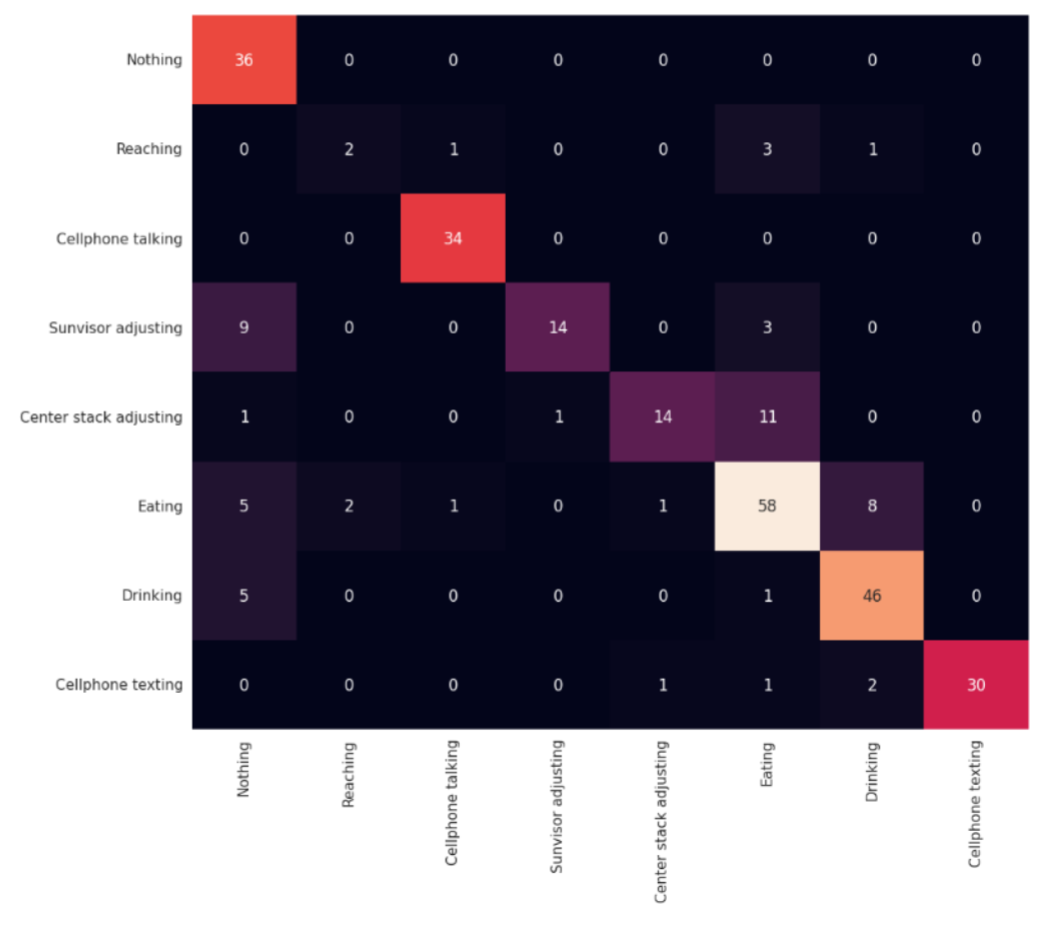 Nothing 36 0 0 0 0 0 0 0
Reaching 0 2 1 0 0 3 1 0
Cellphone talking 0 0 34 0 0 0 0 0
Sunvisor adjusting 9 0 0 14 0 3 0 0
Center stack adjusting 1 0 0 1 14 11 0 0
Eating 5 2 1 0 1 58 8 0
Drinking 5 0 0 0 0 1 46 0
Cellphone texting 0 0 0 0 1 1 2 30
Nothing
Reaching
Cellphone talking
Sunvisor adjusting
Center stack adjusting
Eating
Drinking
Cellphone texting